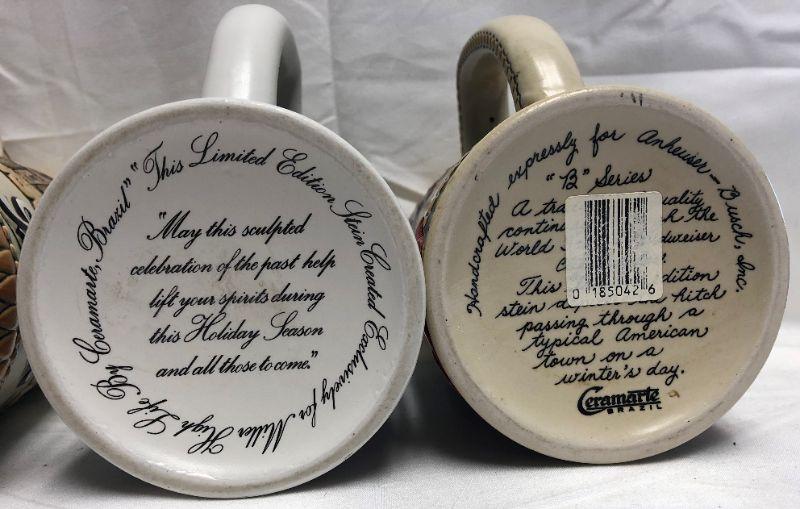 "This Limited Edition Stein Created Exclusively for Miller High Life By Ceramarte, Brazil"
"May this sculpted
celebration of the past help
lift your spirits during
this Holiday Season
and all those to come."
Handcrafted expressly for Anheuser-Busch, Inc.
"B" Series
A
World
This
stein hitch
passing through a
typical American
town on a
winter's day.
Ceramarte
BRAZIL
0 185042 6